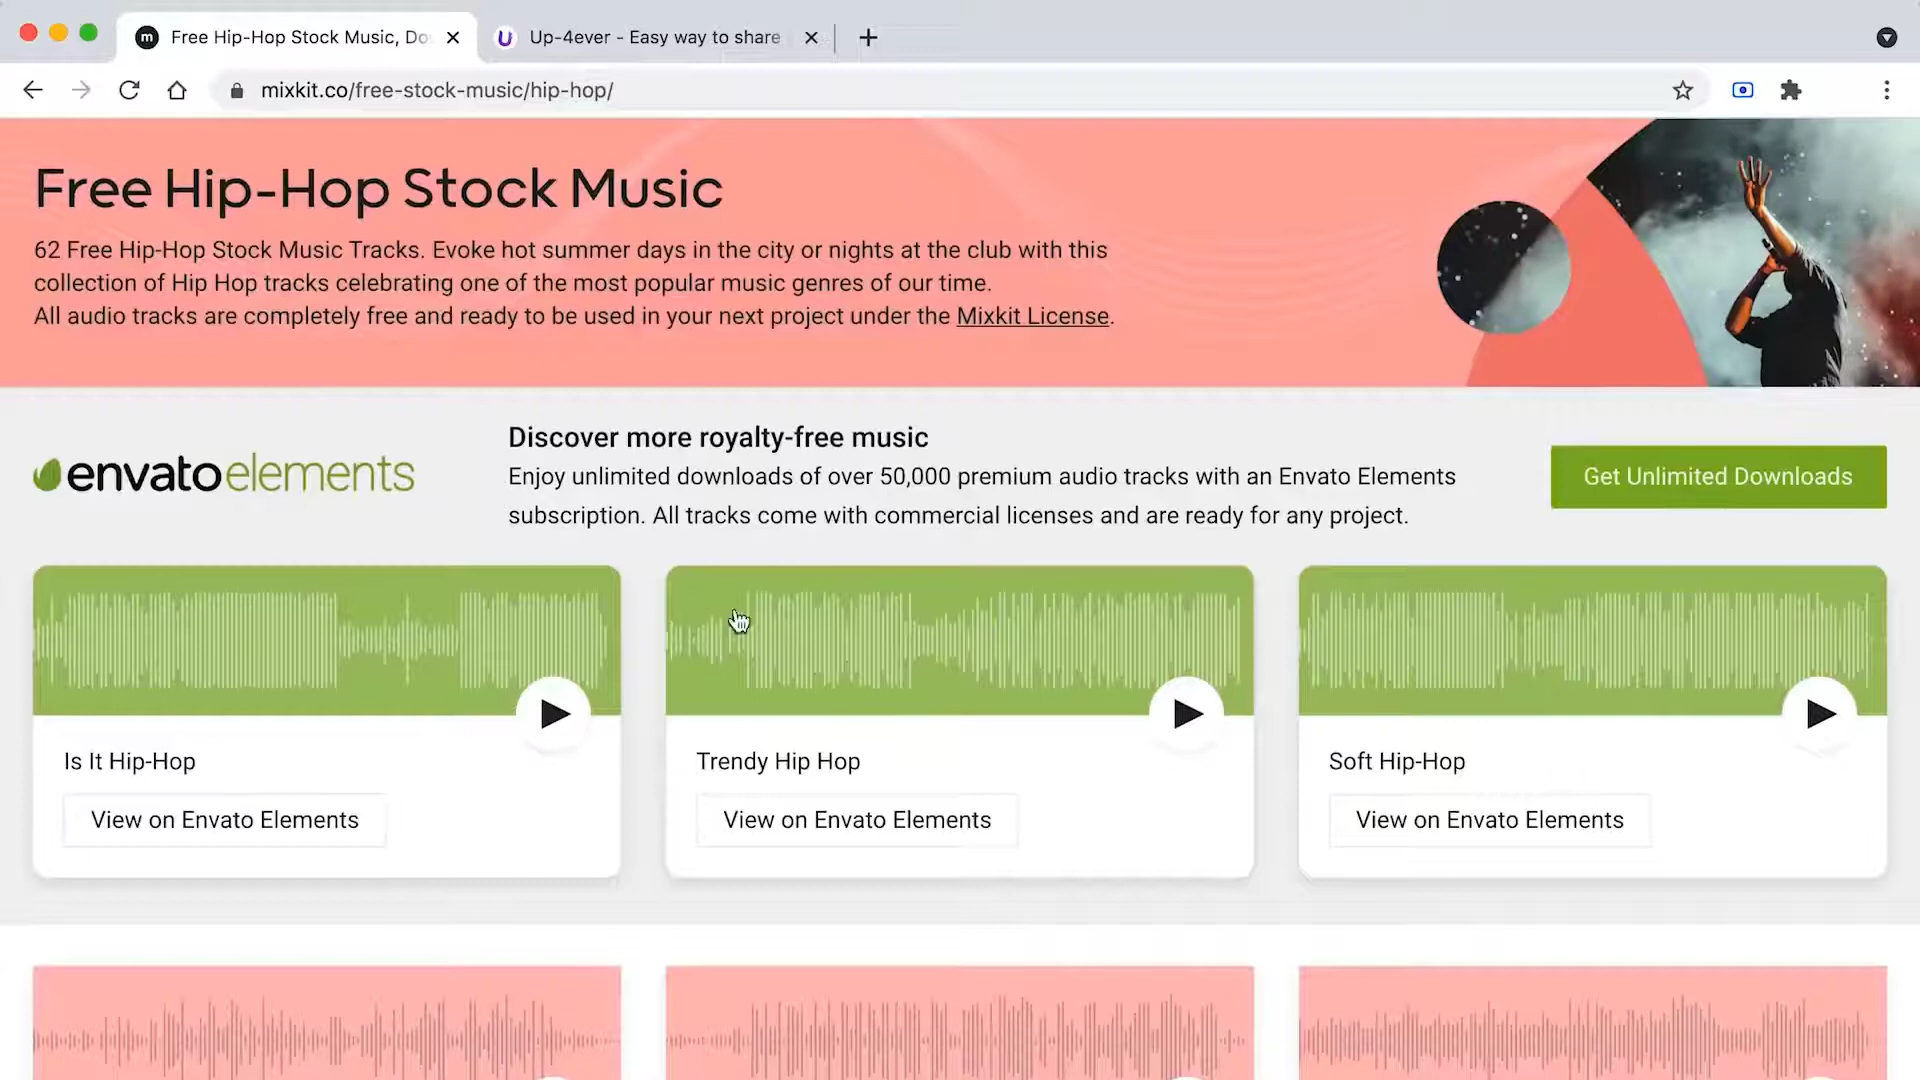 Free Hip-Hop Stock Music, Do
Up-4ever - Easy way to share
mixkit.co/free-stock-music/hip-hop/
Free Hip-Hop Stock Music
62 Free Hip-Hop Stock Music Tracks. Evoke hot summer days in the city or nights at the club with this
collection of Hip Hop tracks celebrating one of the most popular music genres of our time.
All audio tracks are completely free and ready to be used in your next project under the Mixkit License.
envatoelements
Discover more royalty-free music
Enjoy unlimited downloads of over 50,000 premium audio tracks with an Envato Elements
subscription. All tracks come with commercial licenses and are ready for any project.
Get Unlimited Downloads
Is It Hip-Hop
Trendy Hip Hop
Soft Hip-Hop
View on Envato Elements
View on Envato Elements
View on Envato Elements